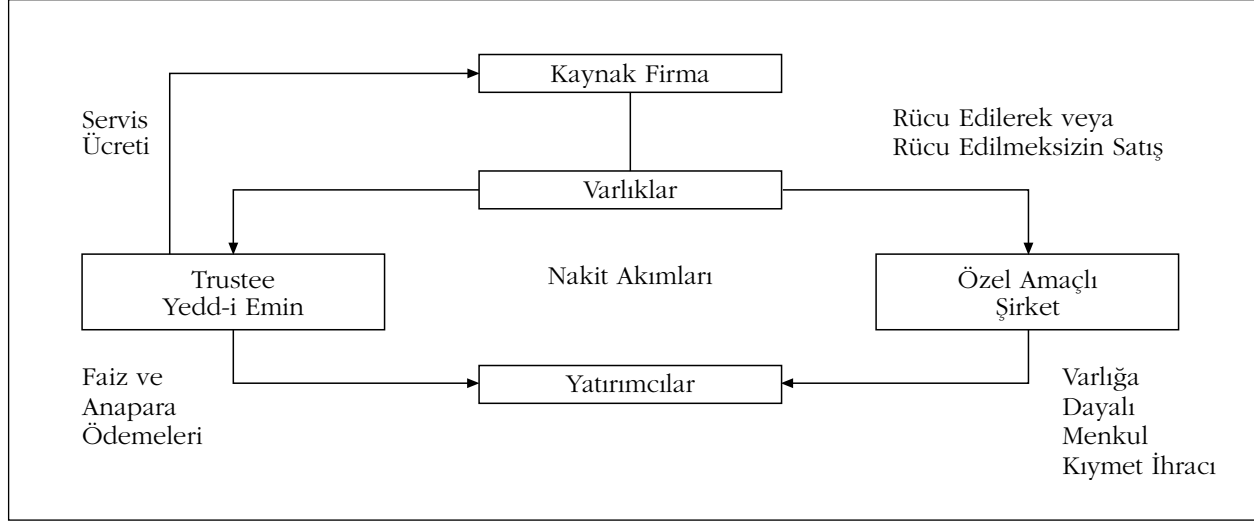 Kaynak Firma
Servis
Ücreti
Rücu Edilerek veya
Rücu Edilmeksizin Satış
Varlıklar
Trustee
Yedd-i Emin
Nakit Akımları
Özel Amaçlı
Şirket
Faiz ve
Anapara
Ödemeleri
Yatırımcılar
Varlığa
Dayalı
Menkul
Kıymet İhracı